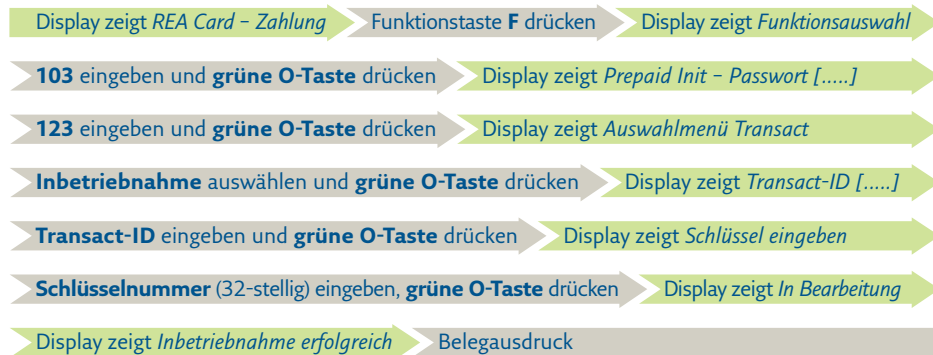 Display zeigt REA Card – Zahlung Funktionstaste F drücken Display zeigt Funktionsauswahl
103 eingeben und grüne O-Taste drücken Display zeigt Prepaid Init – Passwort [.....]
123 eingeben und grüne O-Taste drücken Display zeigt Auswahlmenü Transact
Inbetriebnahme auswählen und grüne O-Taste drücken Display zeigt Transact-ID [.....]
Transact-ID eingeben und grüne O-Taste drücken Display zeigt Schlüssel eingeben
Schlüsselnummer (32-stellig) eingeben, grüne O-Taste drücken Display zeigt In Bearbeitung
Display zeigt Inbetriebnahme erfolgreich Belegausdruck